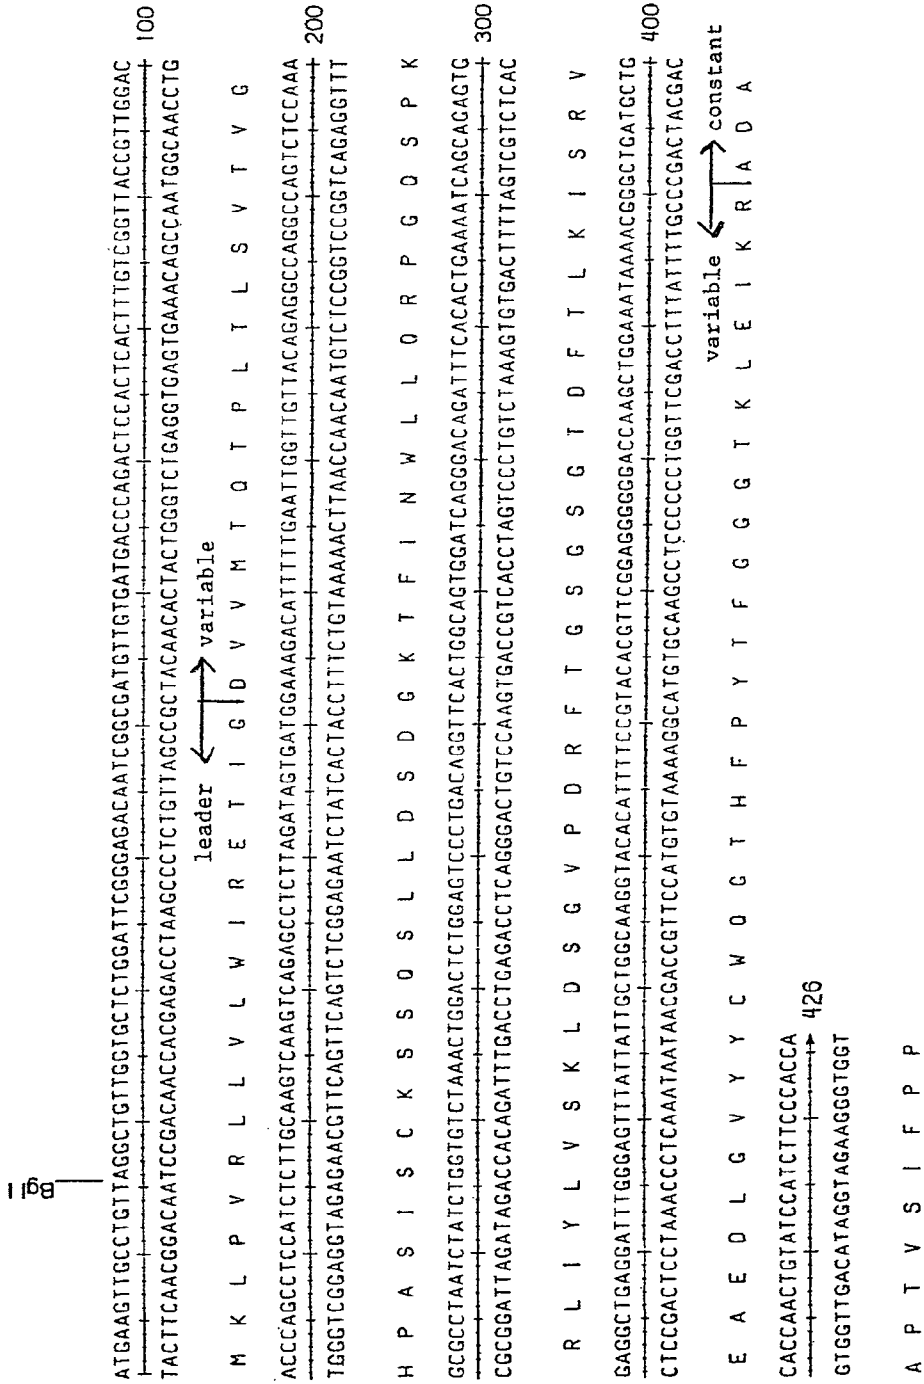 BglI
ATGAAGTTGCCTGTTAGGCTGTTGGTGCTCTGGATTCGGGAGACAATCGGCGATGTTGTGATGACCCAGACTCCACTCACTTTGTCGGTTACCGTTGGAC
100
TACTTCAACGGACAATCCGACAACCACGAGACCTAAGCCCTCTGTTAGCCGCTACAACACTACTGGGTCTGAGGTGAGTGAAACAGCCAATGGCAACCTG
leader variable
M K L P V R L L V L W I R E T I G D V V M T Q T P L T L S V T V G
ACCCAGCCTCCATCTCTTGCAAGTCAAGTCAGAGCCTCTTAGATAGTGATGGAAAGACATTTTTGAATTGGTTGTTACAGAGGCCAGGCCAGTCTCCAAA
200
TGGGTCGGAGGTAGAGAACGTTCAGTTCAGTCTCGGAGAATCTATCACTACCTTTCTGTAAAAACTTAACCAACAATGTCTCCGGTCCGGTCAGAGGTTT
H P A S I S C K S S Q S L L D S D G K T F I N W L L Q R P G Q S P K
GCGCCTAATCTATCTGGTGTCTAAACTGGACTCTGGAGTCCCTGACAGGTTCACTGGCAGTGGATCAGGGACAGATTTCACACTGAAAATCAGCAGAGTG
300
CGCGGATTAGATAGACCACAGATTTGACCTGAGACCTCAGGGACTGTCCAAGTGACCGTCACCTAGTCCCTGTCTAAAGTGTGACTTTTAGTCGTCTCAC
R L I Y L V S K L D S G V P D R F T G S G S G T D F T L K I S R V
GAGGCTGAGGATTTGGGAGTTTATTATTGCTGGCAAGGTACACATTTTCCGTACACGTTCGGAGGGGGGACCAAGCTGGAAATAAAACGGGCTGATGCTG
400
CTCCGACTCCTAAACCCTCAAATAATAACGACCGTTCCATGTGTAAAAGGCATGTGCAAGCCTCCCCCCTGGTTCGACCTTTATTTTGCCCGACTACGAC
variable constant
E A E D L G V Y Y C W Q G T H F P Y T F G G G T K L E I K R A D A
CACCAACTGTATCCATCTTCCCACCA
426
GTGGTTGACATAGGTAGAAGGGTGGT
A P T V S I F P P